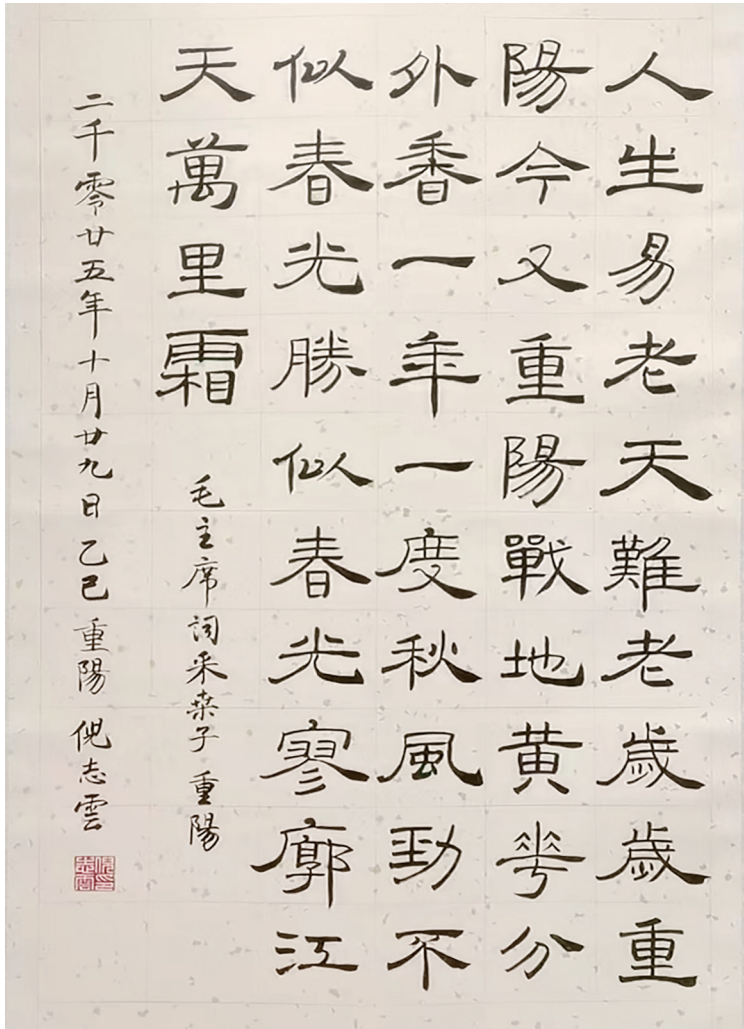 人生易老天難老歲歲重
陽今又重陽戰地黃華分
外香一年一度秋風勁不
似春光勝似春光寥廓江
天萬里霜
毛主席詞采桑子重陽
二千零廿五年十月廿九日乙巳重陽倪志雲